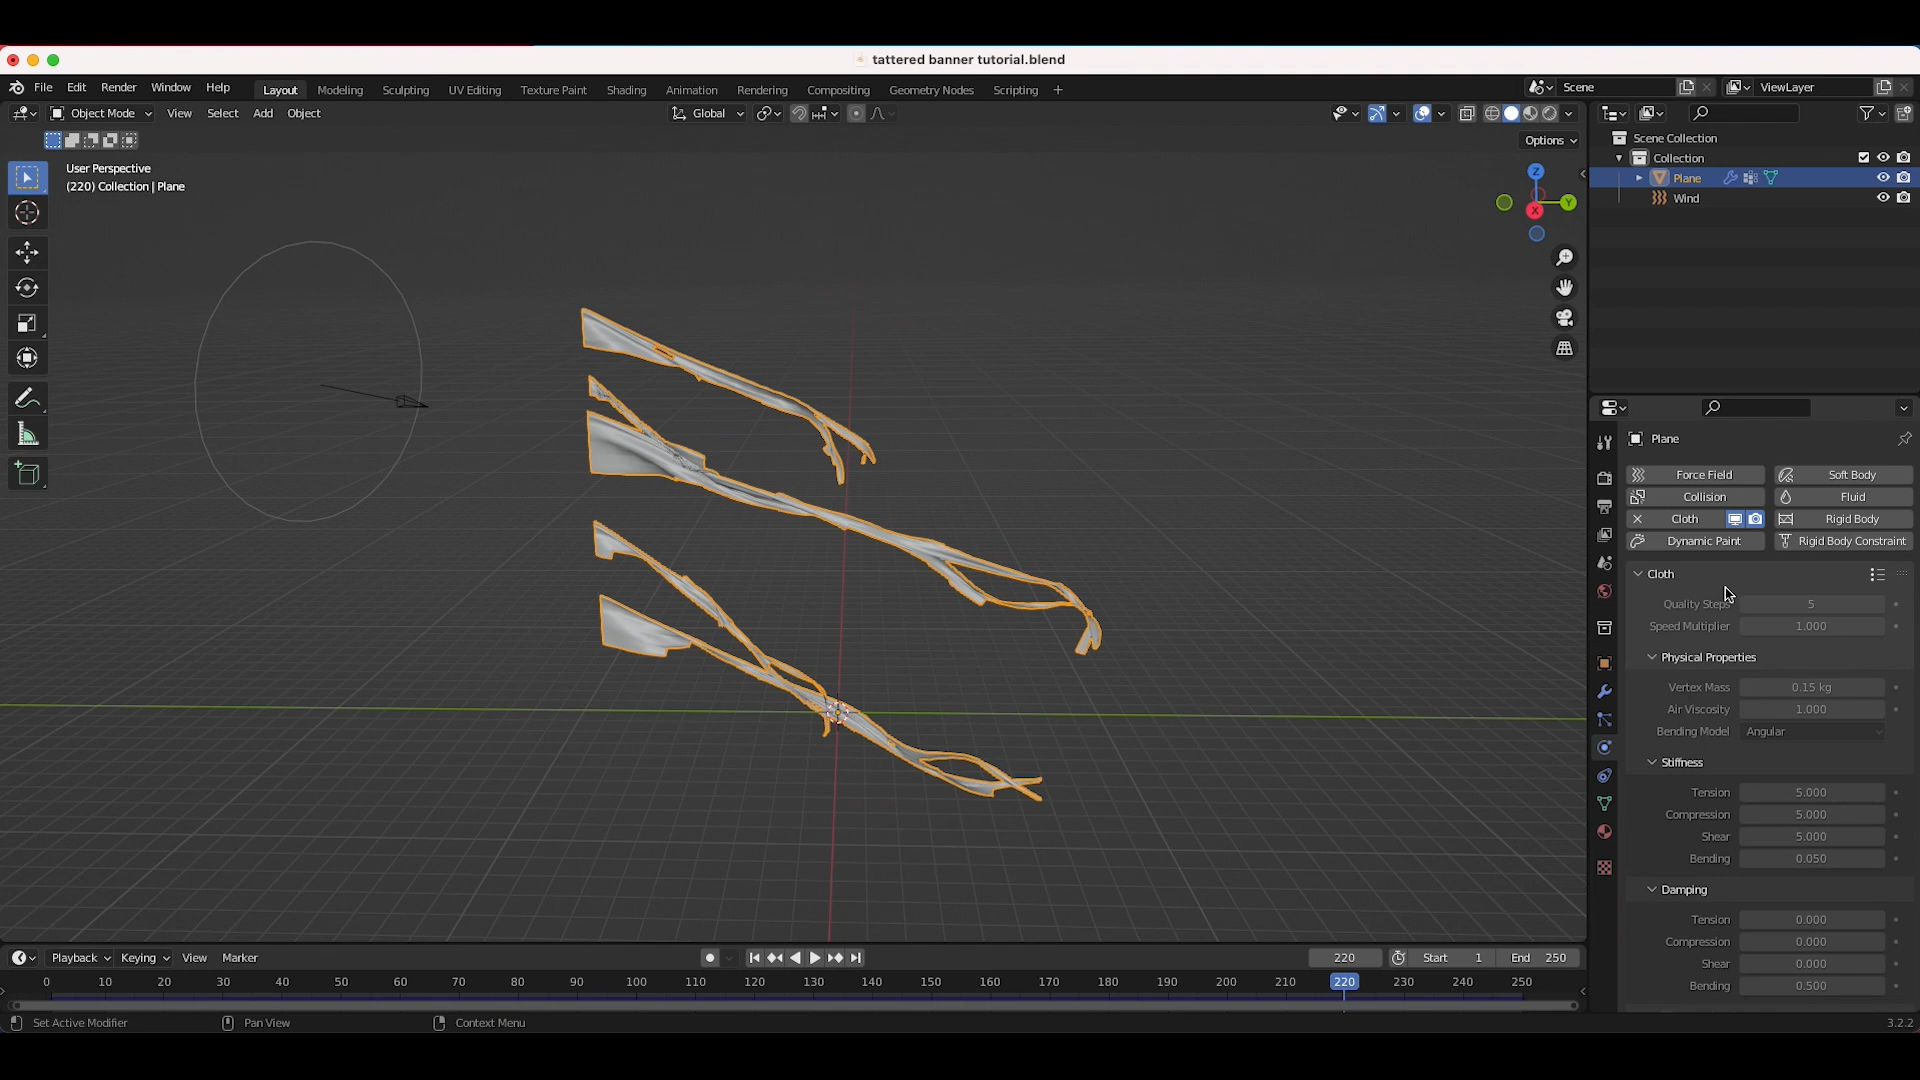 tattered banner tutorial.blend
File Edit Render Window Help Layout Modeling Sculpting UV Editing Texture Paint Shading Animation Rendering Compositing Geometry Nodes Scripting + Scene ViewLayer
Object Mode View Select Add Object Global
Options
User Perspective
(220) Collection | Plane
Z
Y
X
Scene Collection
Collection
Plane
Wind
Plane
Force Field Soft Body
Collision Fluid
Cloth Rigid Body
Dynamic Paint Rigid Body Constraint
Cloth
Quality Steps 5
Speed Multiplier 1.000
Physical Properties
Vertex Mass 0.15 kg
Air Viscosity 1.000
Bending Model Angular
Stiffness
Tension 5.000
Compression 5.000
Shear 5.000
Bending 0.050
Damping
Tension 0.000
Compression 0.000
Shear 0.000
Bending 0.500
Playback Keying View Marker 220 Start 1 End 250
0 10 20 30 40 50 60 70 80 90 100 110 120 130 140 150 160 170 180 190 200 210 220 230 240 250
Set Active Modifier Pan View Context Menu 3.2.2